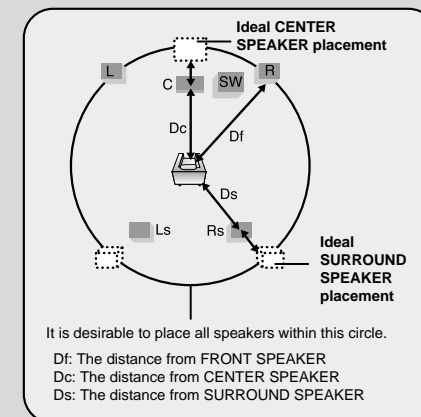 Ideal CENTER
SPEAKER placement
L
R
C
SW
Dc
Df
Ds
Ls
Rs
Ideal
SURROUND
SPEAKER
placement
It is desirable to place all speakers within this circle.
Df: The distance from FRONT SPEAKER
Dc: The distance from CENTER SPEAKER
Ds: The distance from SURROUND SPEAKER